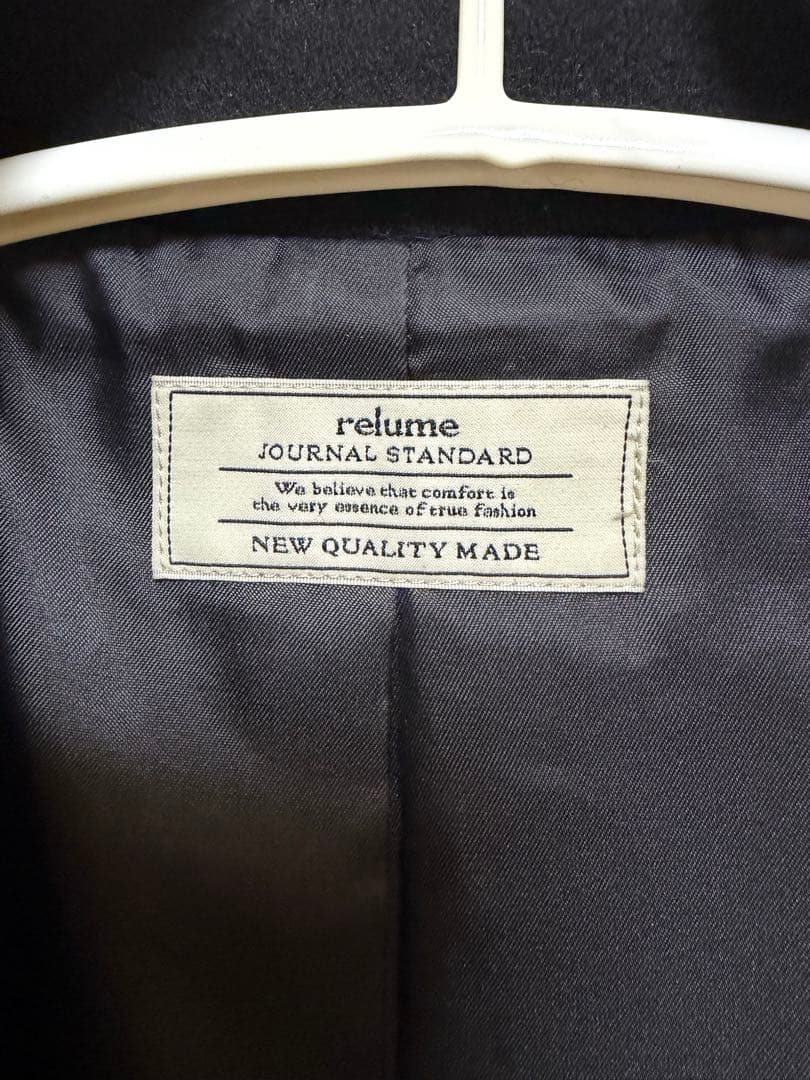 relume
JOURNAL STANDARD
We believe that comfort is
the very essence of true fashion
NEW QUALITY MADE